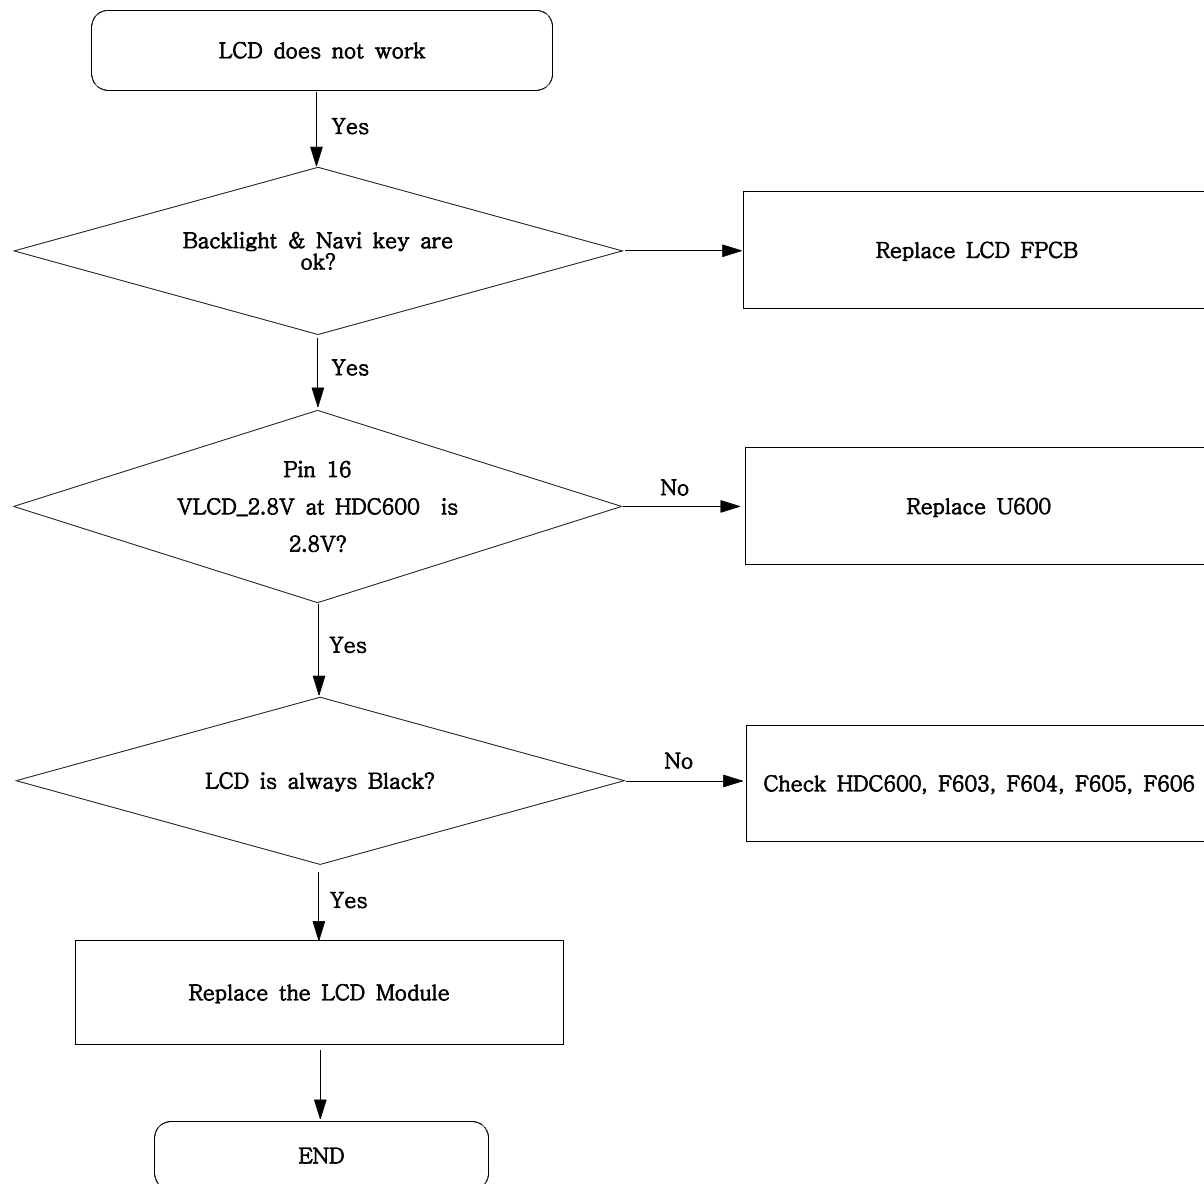 LCD does not work
Yes
Backlight & Navi key are
ok?
Replace LCD FPCB
Yes
Pin 16
VLCD_2.8V at HDC600 is
2.8V?
No
Replace U600
Yes
LCD is always Black?
No
Check HDC600, F603, F604, F605, F606
Yes
Replace the LCD Module
END